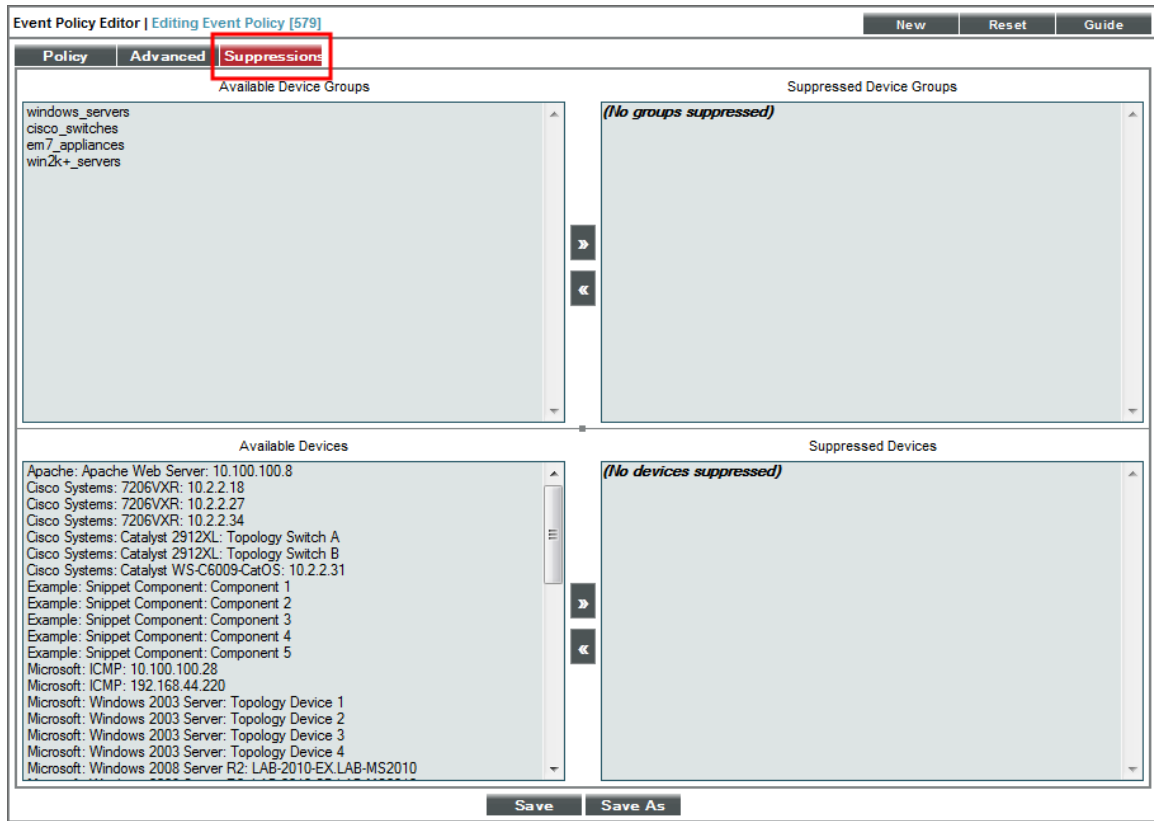 Event Policy Editor | Editing Event Policy [579]
New
Reset
Guide
Policy
Advanced
Suppressions
Available Device Groups
Suppressed Device Groups
windows_servers
cisco_switches
em7_appliances
win2k+_servers
(No groups suppressed)
»
«
Available Devices
Suppressed Devices
Apache: Apache Web Server: 10.100.100.8
Cisco Systems: 7206VXR: 10.2.2.18
Cisco Systems: 7206VXR: 10.2.2.27
Cisco Systems: 7206VXR: 10.2.2.34
Cisco Systems: Catalyst 2912XL: Topology Switch A
Cisco Systems: Catalyst 2912XL: Topology Switch B
Cisco Systems: Catalyst WS-C6009-CatOS: 10.2.2.31
Example: Snippet Component: Component 1
Example: Snippet Component: Component 2
Example: Snippet Component: Component 3
Example: Snippet Component: Component 4
Example: Snippet Component: Component 5
Microsoft: ICMP: 10.100.100.28
Microsoft: ICMP: 192.168.44.220
Microsoft: Windows 2003 Server: Topology Device 1
Microsoft: Windows 2003 Server: Topology Device 2
Microsoft: Windows 2003 Server: Topology Device 3
Microsoft: Windows 2003 Server: Topology Device 4
Microsoft: Windows 2008 Server R2: LAB-2010-EX.LAB-MS2010
(No devices suppressed)
»
«
Save
Save As